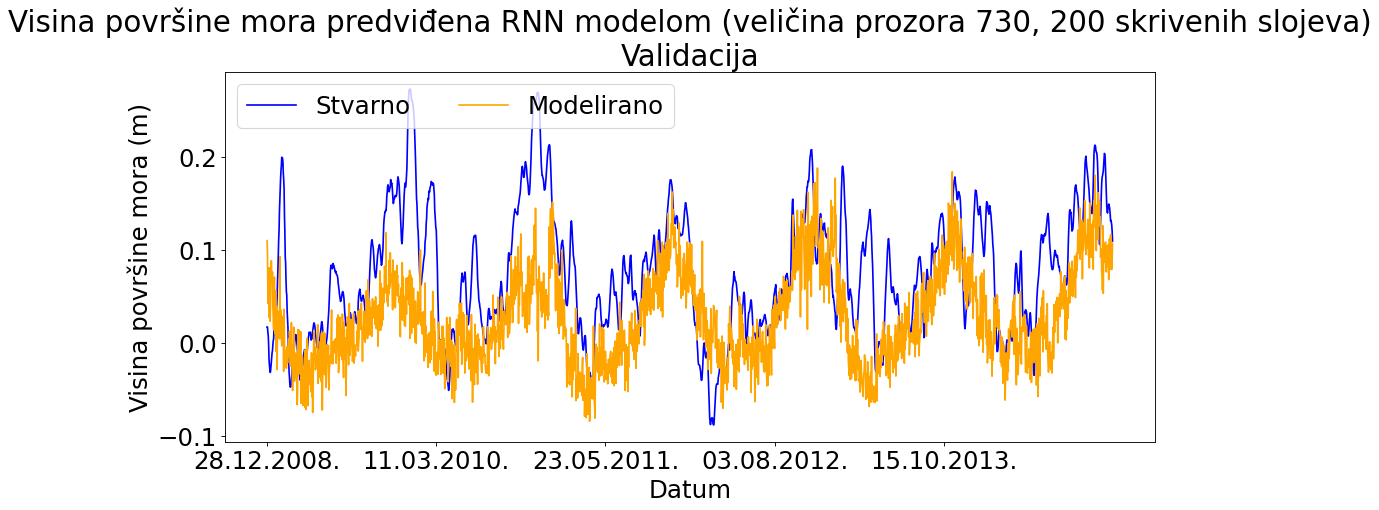 Visina površine mora predviđena RNN modelom (veličina prozora 730, 200 skrivenih slojeva)
Validacija
Stvarno Modelirano
Visina površine mora (m)
0.2
0.1
0.0
−0.1
28.12.2008. 11.03.2010. 23.05.2011. 03.08.2012. 15.10.2013.
Datum